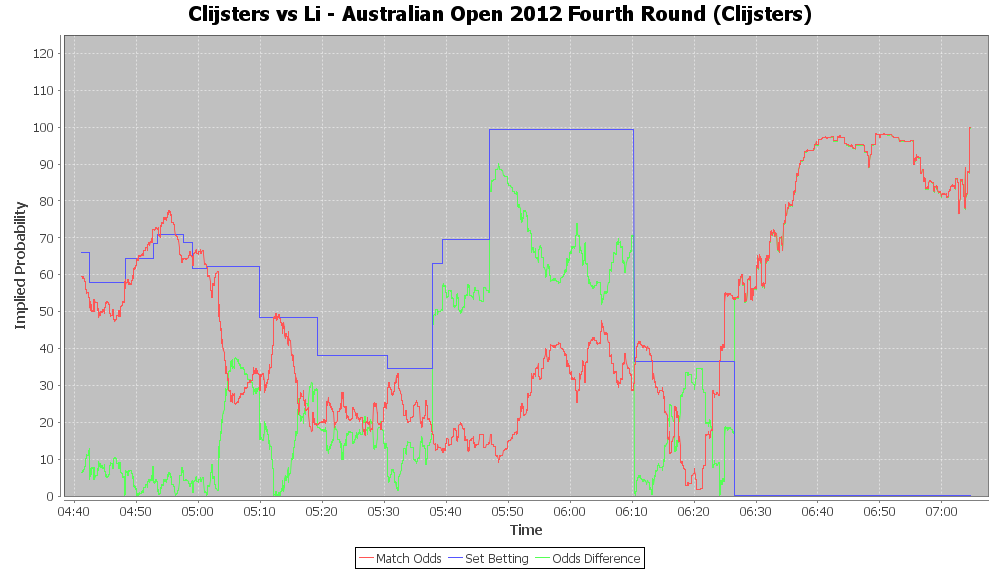 Clijsters vs Li - Australian Open 2012 Fourth Round (Clijsters)
120
110
100
90
80
70
60
50
40
30
20
10
0
Implied Probability
04:40 04:50 05:00 05:10 05:20 05:30 05:40 05:50 06:00 06:10 06:20 06:30 06:40 06:50 07:00
Time
Match Odds Set Betting Odds Difference